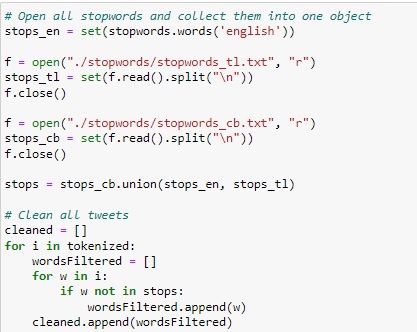 # Open all stopwords and collect them into one object
stops_en = set(stopwords.words('english'))

f = open("./stopwords/stopwords_tl.txt", "r")
stops_tl = set(f.read().split("\n"))
f.close()

f = open("./stopwords/stopwords_cb.txt", "r")
stops_cb = set(f.read().split("\n"))
f.close()

stops = stops_cb.union(stops_en, stops_tl)

# Clean all tweets
cleaned = []
for i in tokenized:
    wordsFiltered = []
    for w in i:
        if w not in stops:
            wordsFiltered.append(w)
    cleaned.append(wordsFiltered)